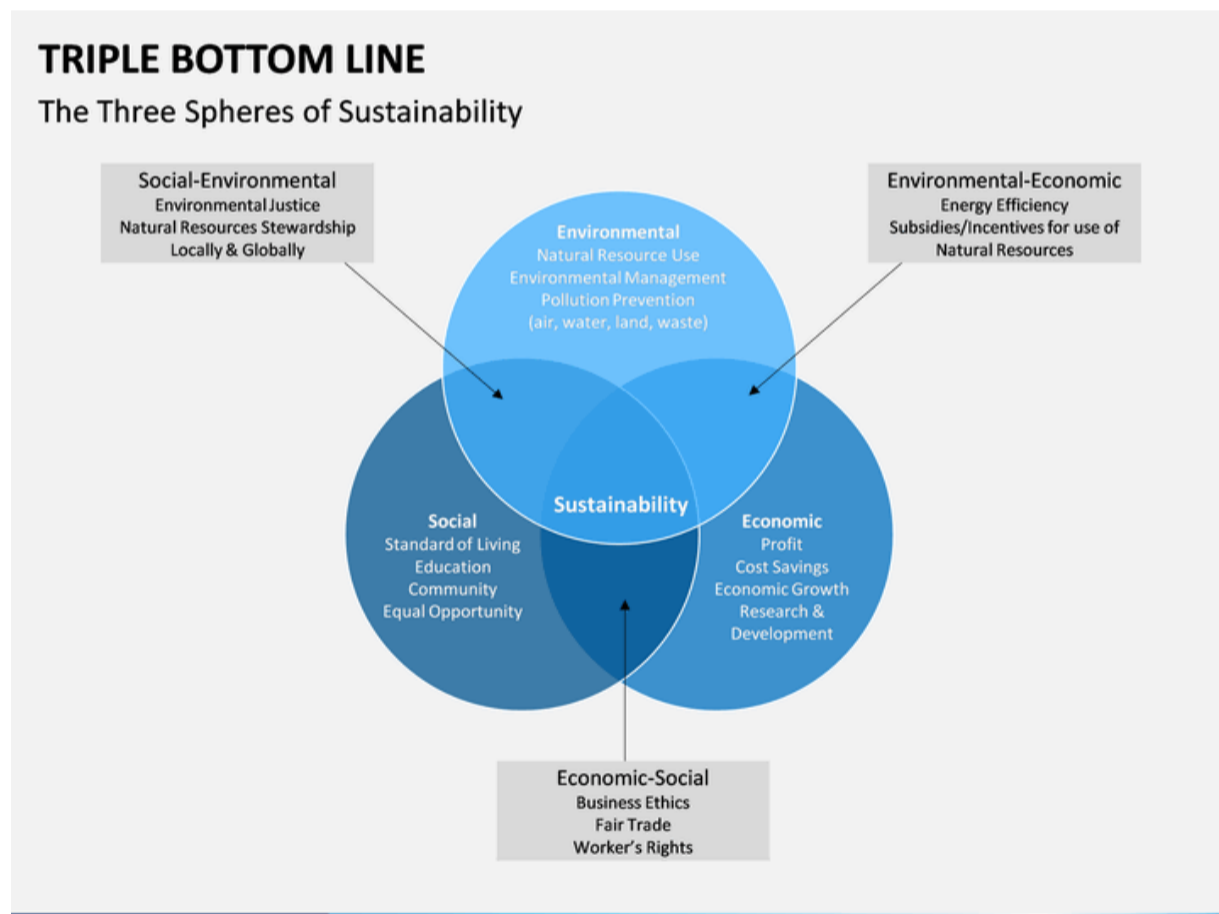 TRIPLE BOTTOM LINE
The Three Spheres of Sustainability
Social-Environmental
Environmental Justice
Natural Resources Stewardship
Locally & Globally
Environmental-Economic
Energy Efficiency
Subsidies/Incentives for use of
Natural Resources
Environmental
Natural Resource Use
Environmental Management
Pollution Prevention
(air, water, land, waste)
Sustainability
Social
Standard of Living
Education
Community
Equal Opportunity
Economic
Profit
Cost Savings
Economic Growth
Research &
Development
Economic-Social
Business Ethics
Fair Trade
Worker's Rights